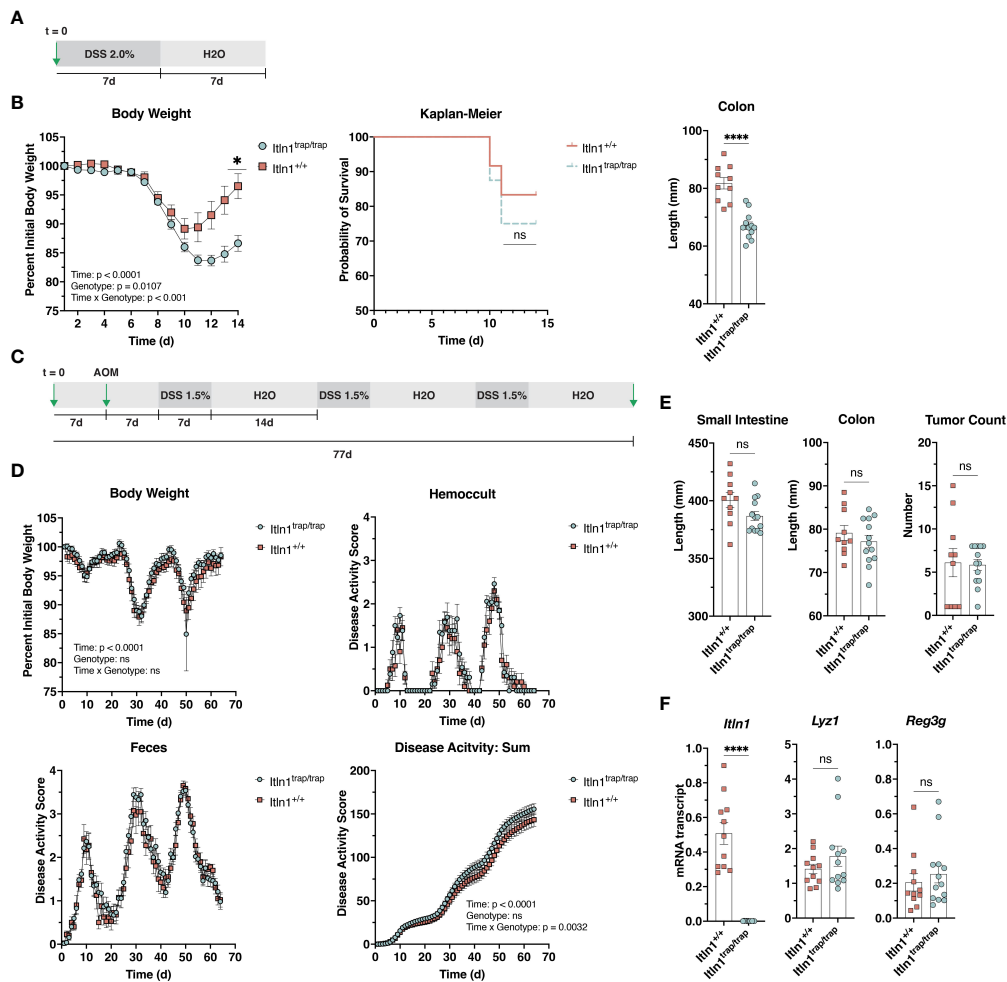 A
t = 0
DSS 2.0%
H2O
7d
7d
B
Body Weight
Percent Initial Body Weight
105
100
95
90
85
80
75
2
4
6
8
10
12
14
Time (d)
*
Itln1trap/trap
Itln1+/+
Time: p < 0.0001
Genotype: p = 0.0107
Time x Genotype: p < 0.001
Kaplan-Meier
Probability of Survival
100
90
80
70
60
50
0
5
10
15
Time (d)
ns
Itln1+/+
Itln1trap/trap
Colon
Length (mm)
100
80
60
40
****
Itln1+/+
Itln1trap/trap
C
t = 0
AOM
DSS 1.5%
H2O
DSS 1.5%
H2O
DSS 1.5%
H2O
7d
7d
7d
14d
77d
D
Body Weight
Percent Initial Body Weight
105
100
95
90
85
80
75
0
10
20
30
40
50
60
70
Time (d)
Time: p < 0.0001
Genotype: ns
Time x Genotype: ns
Itln1trap/trap
Itln1+/+
Hemoccult
Disease Activity Score
4
3
2
1
0
0
10
20
30
40
50
60
70
Time (d)
Itln1trap/trap
Itln1+/+
Feces
Disease Activity Score
4
3
2
1
0
0
10
20
30
40
50
60
70
Time (d)
Itln1trap/trap
Itln1+/+
Disease Acitvity: Sum
Disease Activity Score
200
150
100
50
0
0
10
20
30
40
50
60
70
Time (d)
Time: p < 0.0001
Genotype: ns
Time x Genotype: p = 0.0032
Itln1trap/trap
Itln1+/+
E
Small Intestine
Length (mm)
450
400
350
300
ns
Itln1+/+
Itln1trap/trap
Colon
Length (mm)
100
90
80
70
60
ns
Itln1+/+
Itln1trap/trap
Tumor Count
Number
20
15
10
5
0
ns
Itln1+/+
Itln1trap/trap
F
Itln1
mRNA transcript
1.0
0.8
0.6
0.4
0.2
0.0
****
Itln1+/+
Itln1trap/trap
Lyz1
5
4
3
2
1
0
ns
Itln1+/+
Itln1trap/trap
Reg3g
1.0
0.8
0.6
0.4
0.2
0.0
ns
Itln1+/+
Itln1trap/trap